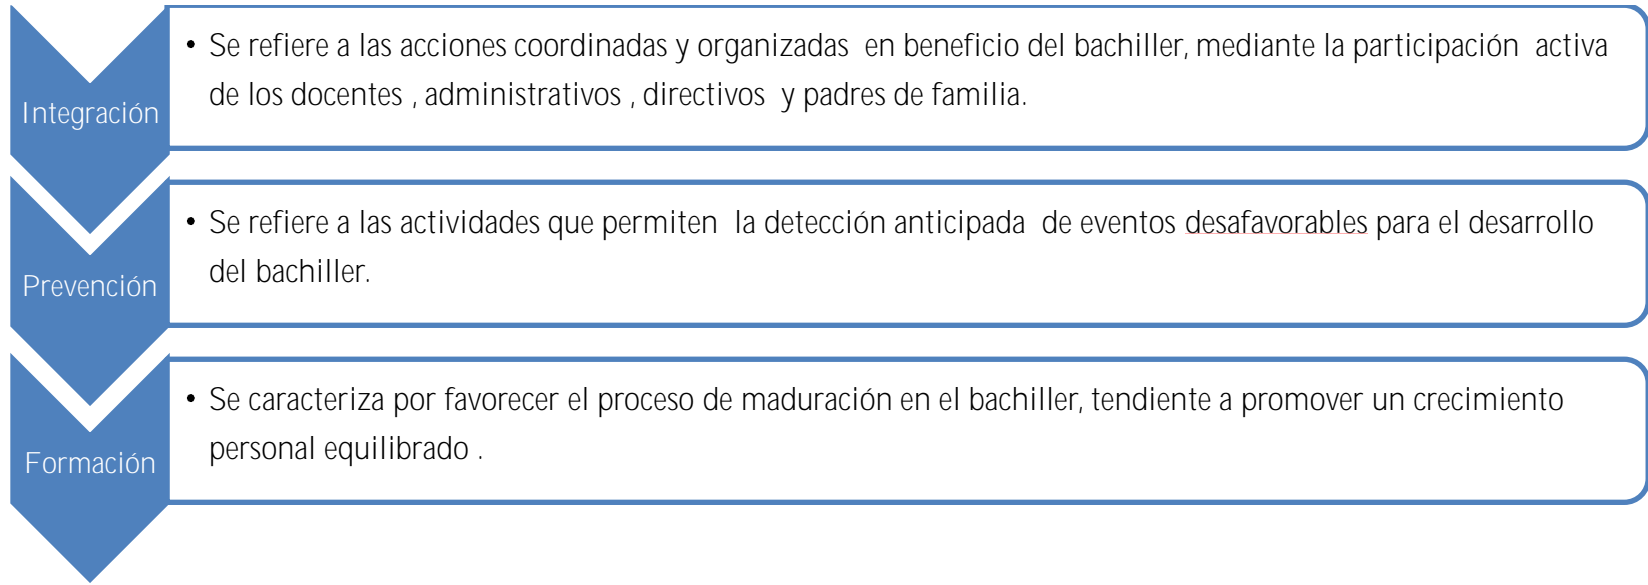 Integración
• Se refiere a las acciones coordinadas y organizadas en beneficio del bachiller, mediante la participación activa
de los docentes , administrativos , directivos y padres de familia.
Prevención
• Se refiere a las actividades que permiten la detección anticipada de eventos desafavorables para el desarrollo
del bachiller.
Formación
• Se caracteriza por favorecer el proceso de maduración en el bachiller, tendiente a promover un crecimiento
personal equilibrado .